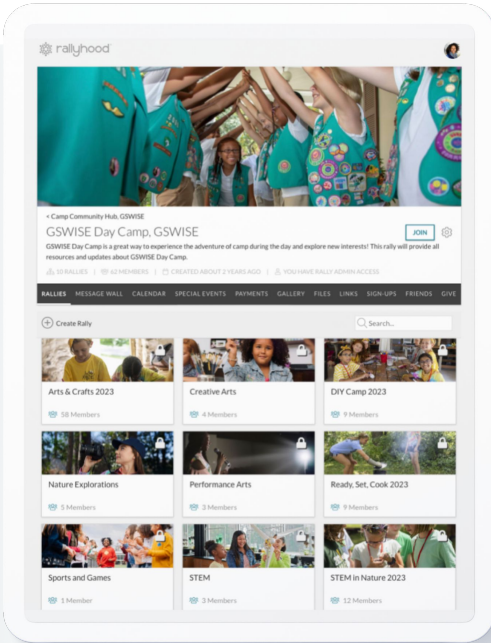 rallyhood
< Camp Community Hub, GSWISE
GSWISE Day Camp, GSWISE
JOIN
GSWISE Day Camp is a great way to experience the adventure of camp during the day and explore new interests! This rally will provide all
resources and updates about GSWISE Day Camp.
10 RALLIES | 62 MEMBERS | CREATED ABOUT 2 YEARS AGO | YOU HAVE RALLY ADMIN ACCESS
RALLIES MESSAGE WALL CALENDAR SPECIAL EVENTS PAYMENTS GALLERY FILES LINKS SIGN-UPS FRIENDS GIVE
Create Rally
Search...
Arts & Crafts 2023
58 Members
Creative Arts
4 Members
DIY Camp 2023
9 Members
Nature Explorations
5 Members
Performance Arts
3 Members
Ready, Set, Cook 2023
9 Members
Sports and Games
1 Member
STEM
3 Members
STEM in Nature 2023
12 Members